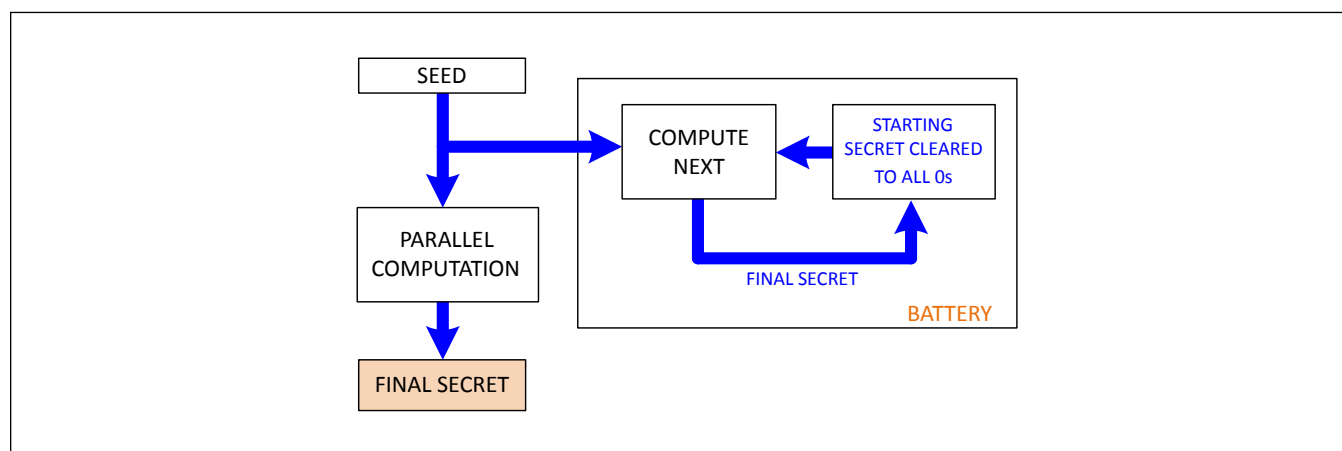 SEED
COMPUTE
NEXT
STARTING
SECRET CLEARED
TO ALL 0s
PARALLEL
COMPUTATION
FINAL SECRET
BATTERY
FINAL SECRET